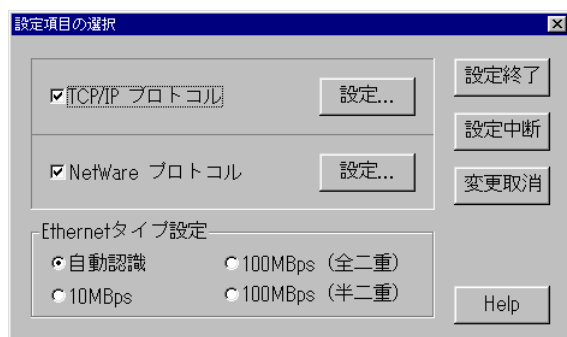 設定項目の選択
TCP/IP プロトコル
設定...
NetWare プロトコル
設定...
Ethernetタイプ設定
自動認識
100MBps (全二重)
10MBps
100MBps (半二重)
設定終了
設定中断
変更取消
Help